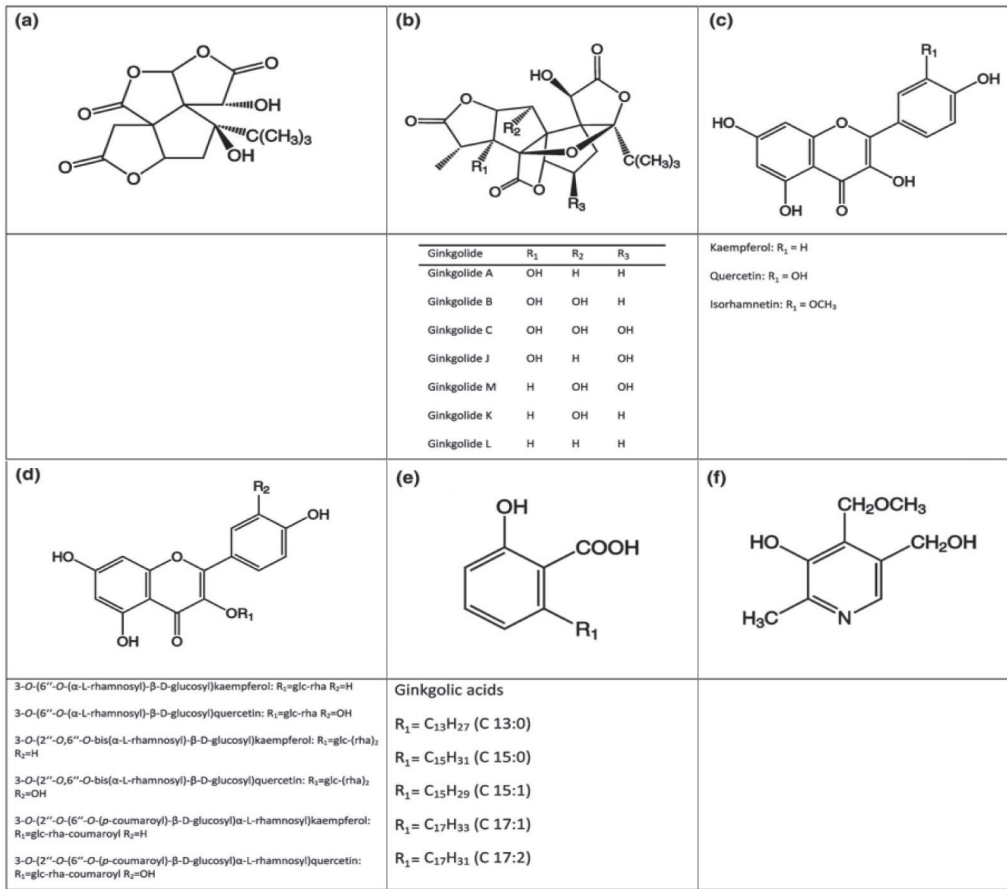 (a)
O
O
O
O
O
OH
C(CH₃)₃
OH
O
O
(b)
O
HO
O
O
R₂
O
O
R₁
C(CH₃)₃
O
O
R₃
(c)
R₁
OH
HO
O
OH
OH
O
Ginkgolide R₁ R₂ R₃
Ginkgolide A OH H H
Ginkgolide B OH OH H
Ginkgolide C OH OH OH
Ginkgolide J OH H OH
Ginkgolide M H OH OH
Ginkgolide K H OH H
Ginkgolide L H H H
Kaempferol: R₁ = H
Quercetin: R₁ = OH
Isorhamnetin: R₁ = OCH₃
(d)
R₂
OH
HO
O
OR₁
OH
O
(e)
OH
COOH
R₁
(f)
CH₂OCH₃
HO
CH₂OH
H₃C
N
3-O-(6′′-O-(α-L-rhamnosyl)-β-D-glucosyl)kaempferol: R₁=glc-rha R₂=H
3-O-(6′′-O-(α-L-rhamnosyl)-β-D-glucosyl)quercetin: R₁=glc-rha R₂=OH
3-O-(2′′-O,6′′-O-bis(α-L-rhamnosyl)-β-D-glucosyl)kaempferol: R₁=glc-(rha)₂
R₂=H
3-O-(2′′-O,6′′-O-bis(α-L-rhamnosyl)-β-D-glucosyl)quercetin: R₁=glc-(rha)₂
R₂=OH
3-O-(2′′-O-(6′′-O-(p-coumaroyl)-β-D-glucosyl)α-L-rhamnosyl)kaempferol:
R₁=glc-rha-coumaroyl R₂=H
3-O-(2′′-O-(6′′-O-(p-coumaroyl)-β-D-glucosyl)α-L-rhamnosyl)quercetin:
R₁=glc-rha-coumaroyl R₂=OH
Ginkgolic acids
R₁= C₁₃H₂₇ (C 13:0)
R₁= C₁₅H₃₁ (C 15:0)
R₁= C₁₅H₂₉ (C 15:1)
R₁= C₁₇H₃₃ (C 17:1)
R₁= C₁₇H₃₁ (C 17:2)